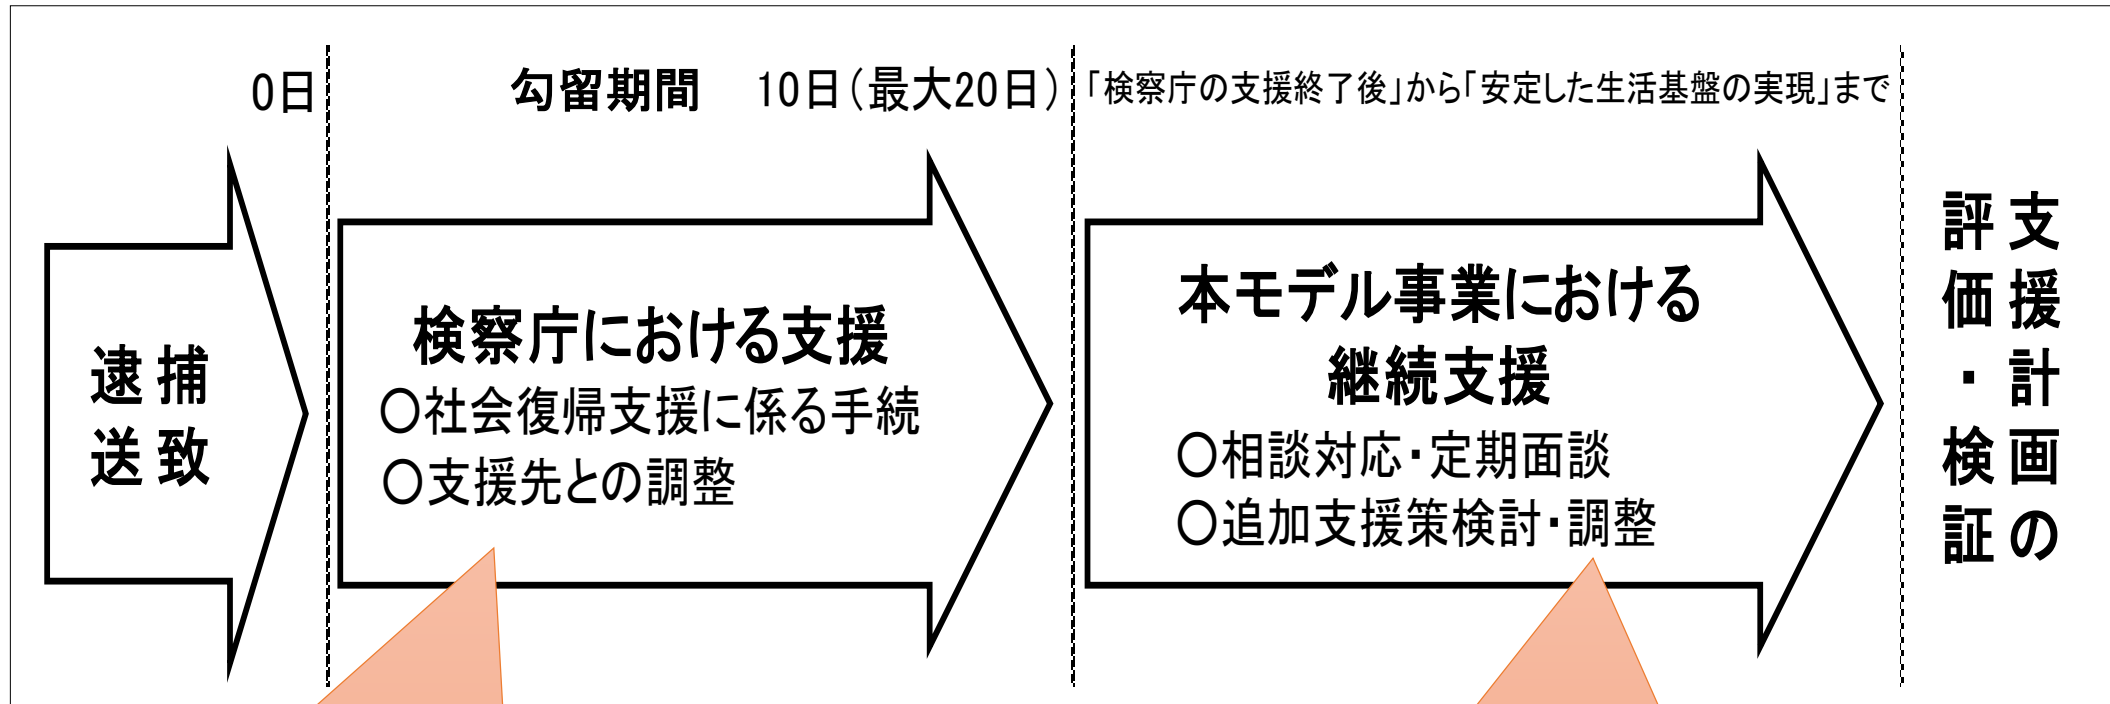 0日
勾留期間　10日(最大20日)
「検察庁の支援終了後」から「安定した生活基盤の実現」まで
逮捕
送致
検察庁における支援
○社会復帰支援に係る手続
○支援先との調整
本モデル事業における
継続支援
○相談対応・定期面談
○追加支援策検討・調整
支援計画の
評価・検証